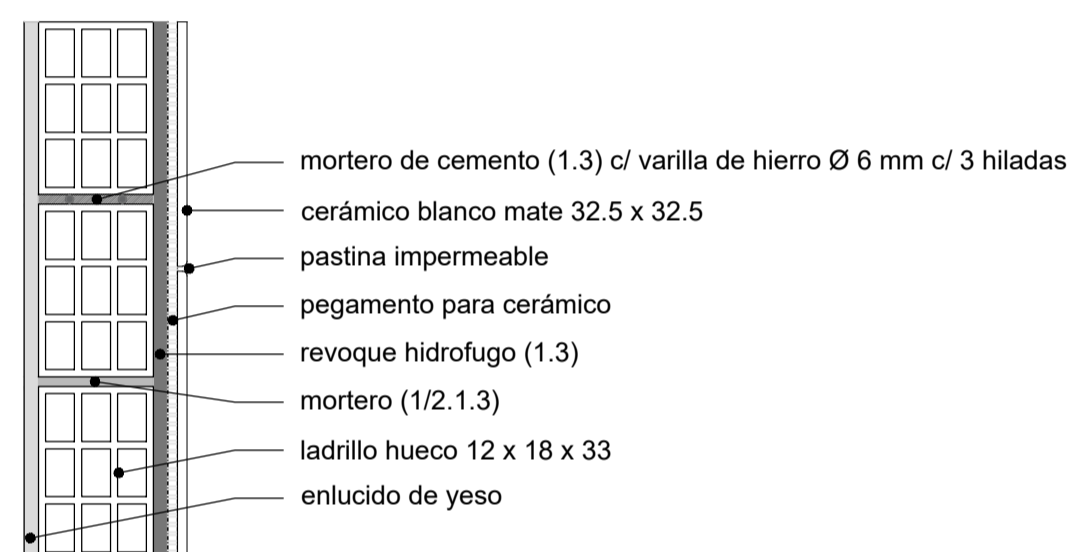 mortero de cemento (1.3) c/ varilla de hierro Ø 6 mm c/ 3 hiladas
cerámico blanco mate 32.5 x 32.5
pastina impermeable
pegamento para cerámico
revoque hidrofugo (1.3)
mortero (1/2.1.3)
ladrillo hueco 12 x 18 x 33
enlucido de yeso